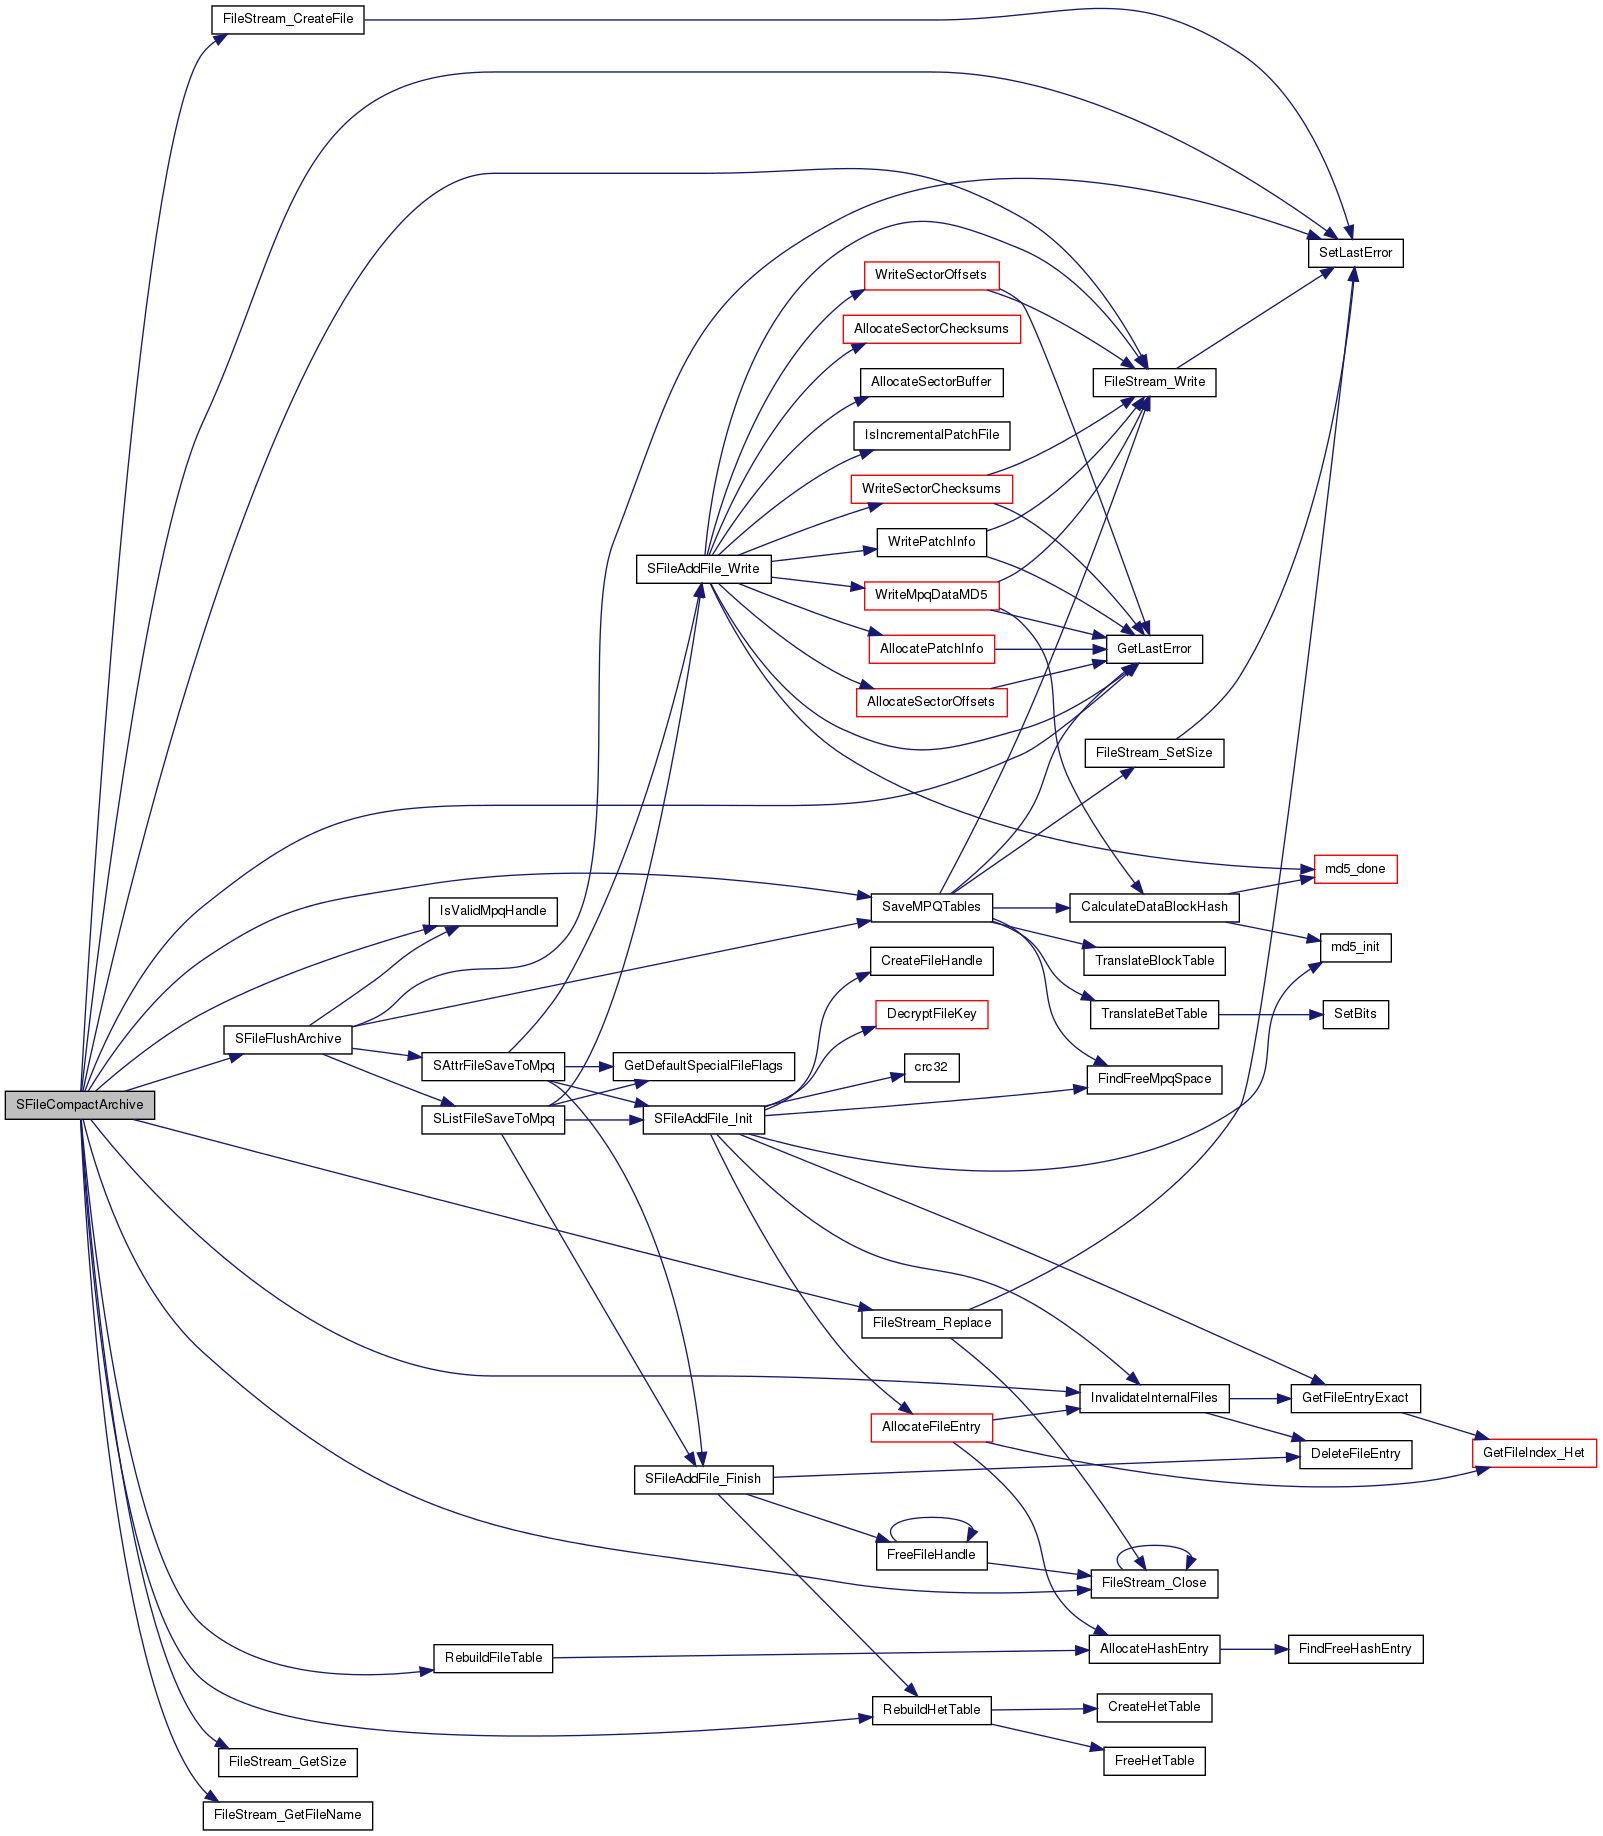 FileStream_CreateFile
SetLastError
WriteSectorOffsets
AllocateSectorChecksums
FileStream_Write
AllocateSectorBuffer
IsIncrementalPatchFile
WriteSectorChecksums
WritePatchInfo
SFileAddFile_Write
WriteMpqDataMD5
AllocatePatchInfo
GetLastError
AllocateSectorOffsets
FileStream_SetSize
md5_done
IsValidMpqHandle
SaveMPQTables
CalculateDataBlockHash
md5_init
CreateFileHandle
TranslateBlockTable
DecryptFileKey
TranslateBetTable
SetBits
SFileFlushArchive
SAttrFileSaveToMpq
GetDefaultSpecialFileFlags
crc32
FindFreeMpqSpace
SFileCompactArchive
SListFileSaveToMpq
SFileAddFile_Init
FileStream_Replace
InvalidateInternalFiles
GetFileEntryExact
AllocateFileEntry
DeleteFileEntry
GetFileIndex_Het
SFileAddFile_Finish
FreeFileHandle
FileStream_Close
RebuildFileTable
AllocateHashEntry
FindFreeHashEntry
RebuildHetTable
CreateHetTable
FileStream_GetSize
FreeHetTable
FileStream_GetFileName